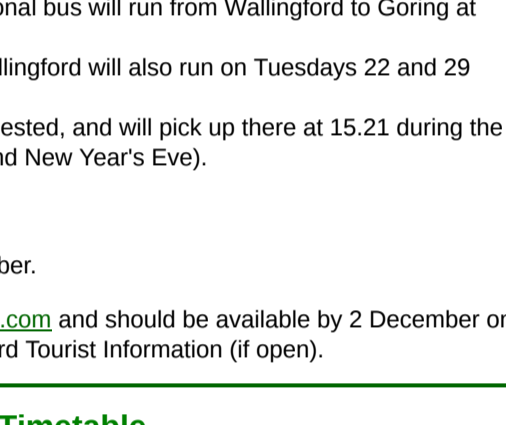 onal bus will run from Wallingford to Goring at
llingford will also run on Tuesdays 22 and 29
ested, and will pick up there at 15.21 during the
nd New Year's Eve).
ber.
.com and should be available by 2 December or
rd Tourist Information (if open).
Timetable